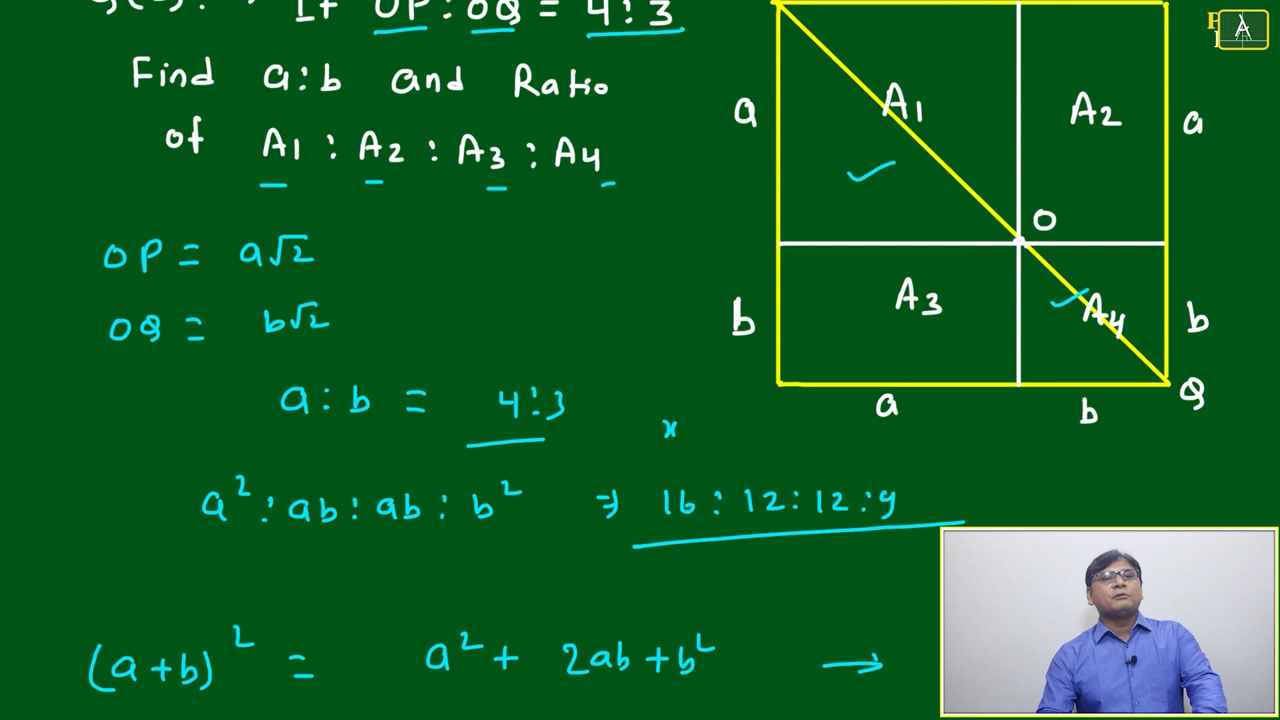 If OP : OQ = 4 : 3
Find a : b and Ratio
of A1 : A2 : A3 : A4
OP = a√2
OQ = b√2
a : b = 4 : 3
x
a² : ab : ab : b² ⇒ 16 : 12 : 12 : 9
(a + b)² = a² + 2ab + b² →
A1
A2
a
a
O
A3
A4
b
b
a
b
Q
A